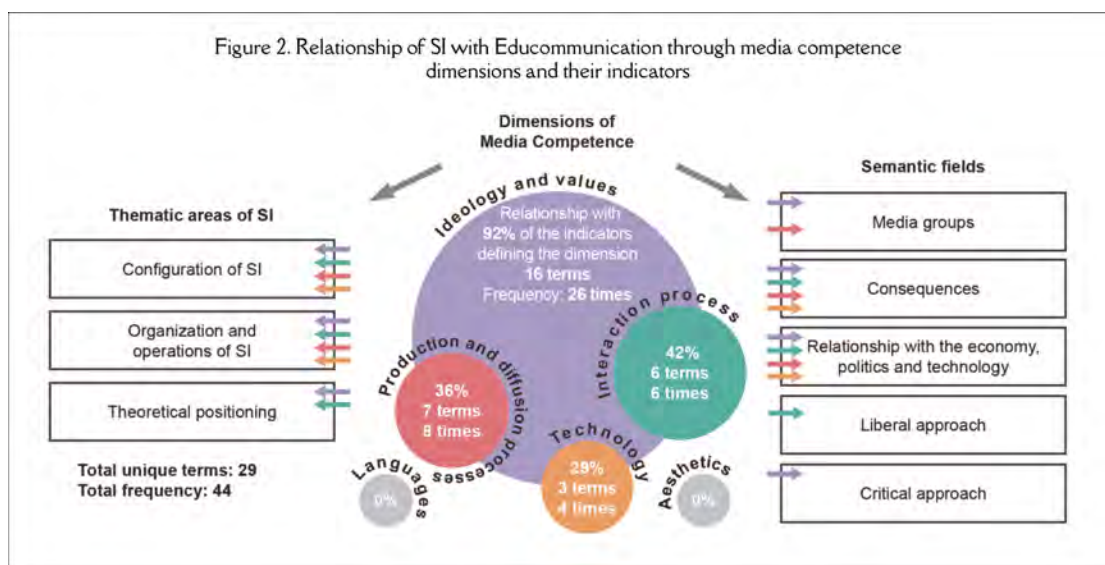 Figure 2. Relationship of SI with Educommunication through media competence
dimensions and their indicators
Dimensions of
Media Competence
Thematic areas of SI
Configuration of SI
Organization and
operations of SI
Theoretical positioning
Total unique terms: 29
Total frequency: 44
Ideology and values
Relationship with
92% of the indicators
defining the dimension
16 terms
Frequency: 26 times
Production and diffusion processes
36%
7 terms
8 times
Interaction process
42%
6 terms
6 times
Languages
0%
Technology
29%
3 terms
4 times
Aesthetics
0%
Semantic fields
Media groups
Consequences
Relationship with the economy,
politics and technology
Liberal approach
Critical approach